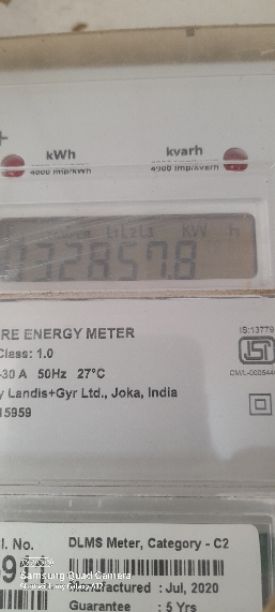 +
kWh kvarh
4000 imp/kWh 4000 imp/kvarh
L1L2L3 KW h
032857.8
RE ENERGY METER
IS:13779
Class: 1.0
-30 A 50Hz 27°C
y Landis+Gyr Ltd., Joka, India
15959
l. No. DLMS Meter, Category - C2
Manufactured : Jul, 2020
Guarantee : 5 Yrs
Samsung Quad Camera